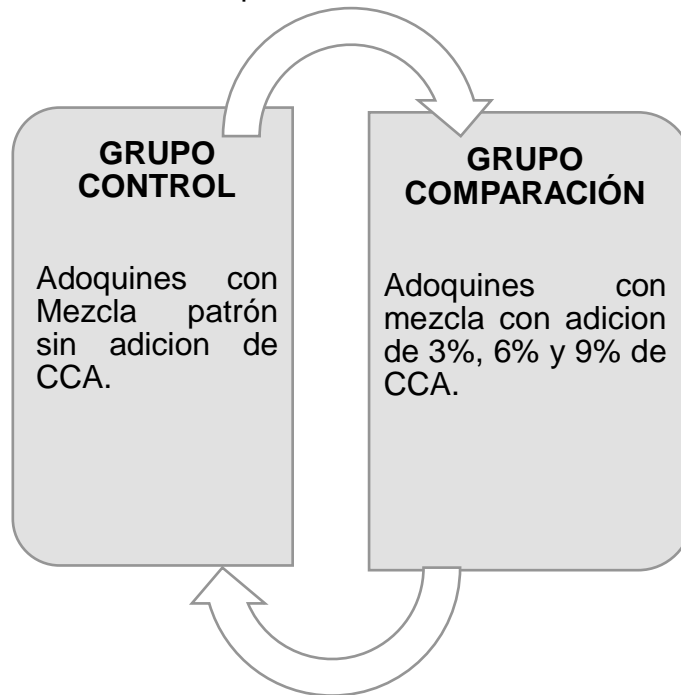 GRUPO
CONTROL
Adoquines con
Mezcla patrón
sin adicion de
CCA.
GRUPO
COMPARACIÓN
Adoquines con
mezcla con adicion
de 3%, 6% y 9% de
CCA.